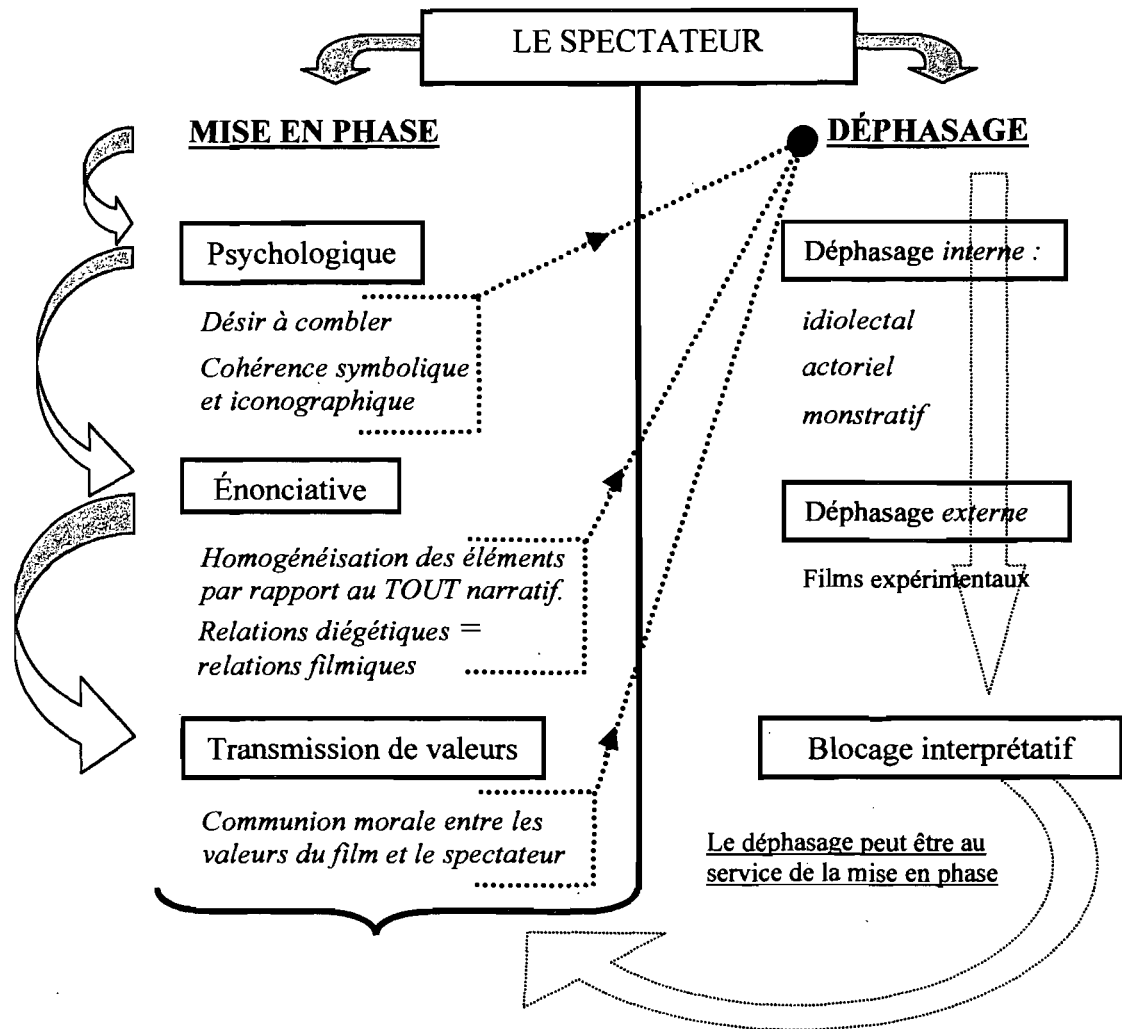 LE SPECTATEUR
MISE EN PHASE
Psychologique
Désir à combler
Cohérence symbolique
et iconographique
Énonciative
Homogénéisation des éléments
par rapport au TOUT narratif.
Relations diégétiques =
relations filmiques
Transmission de valeurs
Communion morale entre les
valeurs du film et le spectateur
DÉPHASAGE
Déphasage interne :
idiolectal
actoriel
monstratif
Déphasage externe
Films expérimentaux
Blocage interprétatif
Le déphasage peut être au
service de la mise en phase